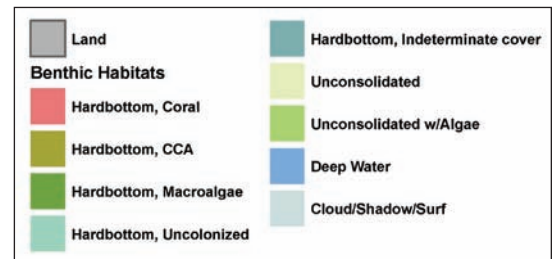 Land
Benthic Habitats
Hardbottom, Coral
Hardbottom, CCA
Hardbottom, Macroalgae
Hardbottom, Uncolonized
Hardbottom, Indeterminate cover
Unconsolidated
Unconsolidated w/Algae
Deep Water
Cloud/Shadow/Surf